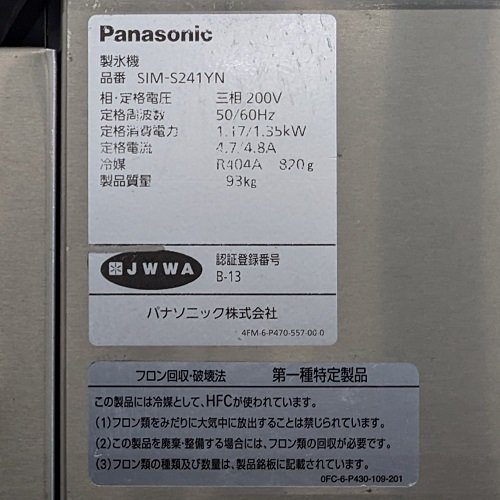 Panasonic
製氷機
品番 SIM-S241YN
相・定格電圧 三相 200V
定格周波数 50/60Hz
定格消費電力 1.17/1.35kW
定格電流 4.7/4.8A
冷媒 R404A 820g
製品質量 93kg
JWWA 認証登録番号
B-13
パナソニック株式会社
4FM-6-P470-557-00-0
フロン回収・破壊法 第一種特定製品
この製品には冷媒として、HFCが使われています。
(1)フロン類をみだりに大気中に放出することは禁じられています。
(2)この製品を廃棄・整備する場合には、フロン類の回収が必要です。
(3)フロン類の種類及び数量は、製品銘板に記載されています。
0FC-6-P430-109-201